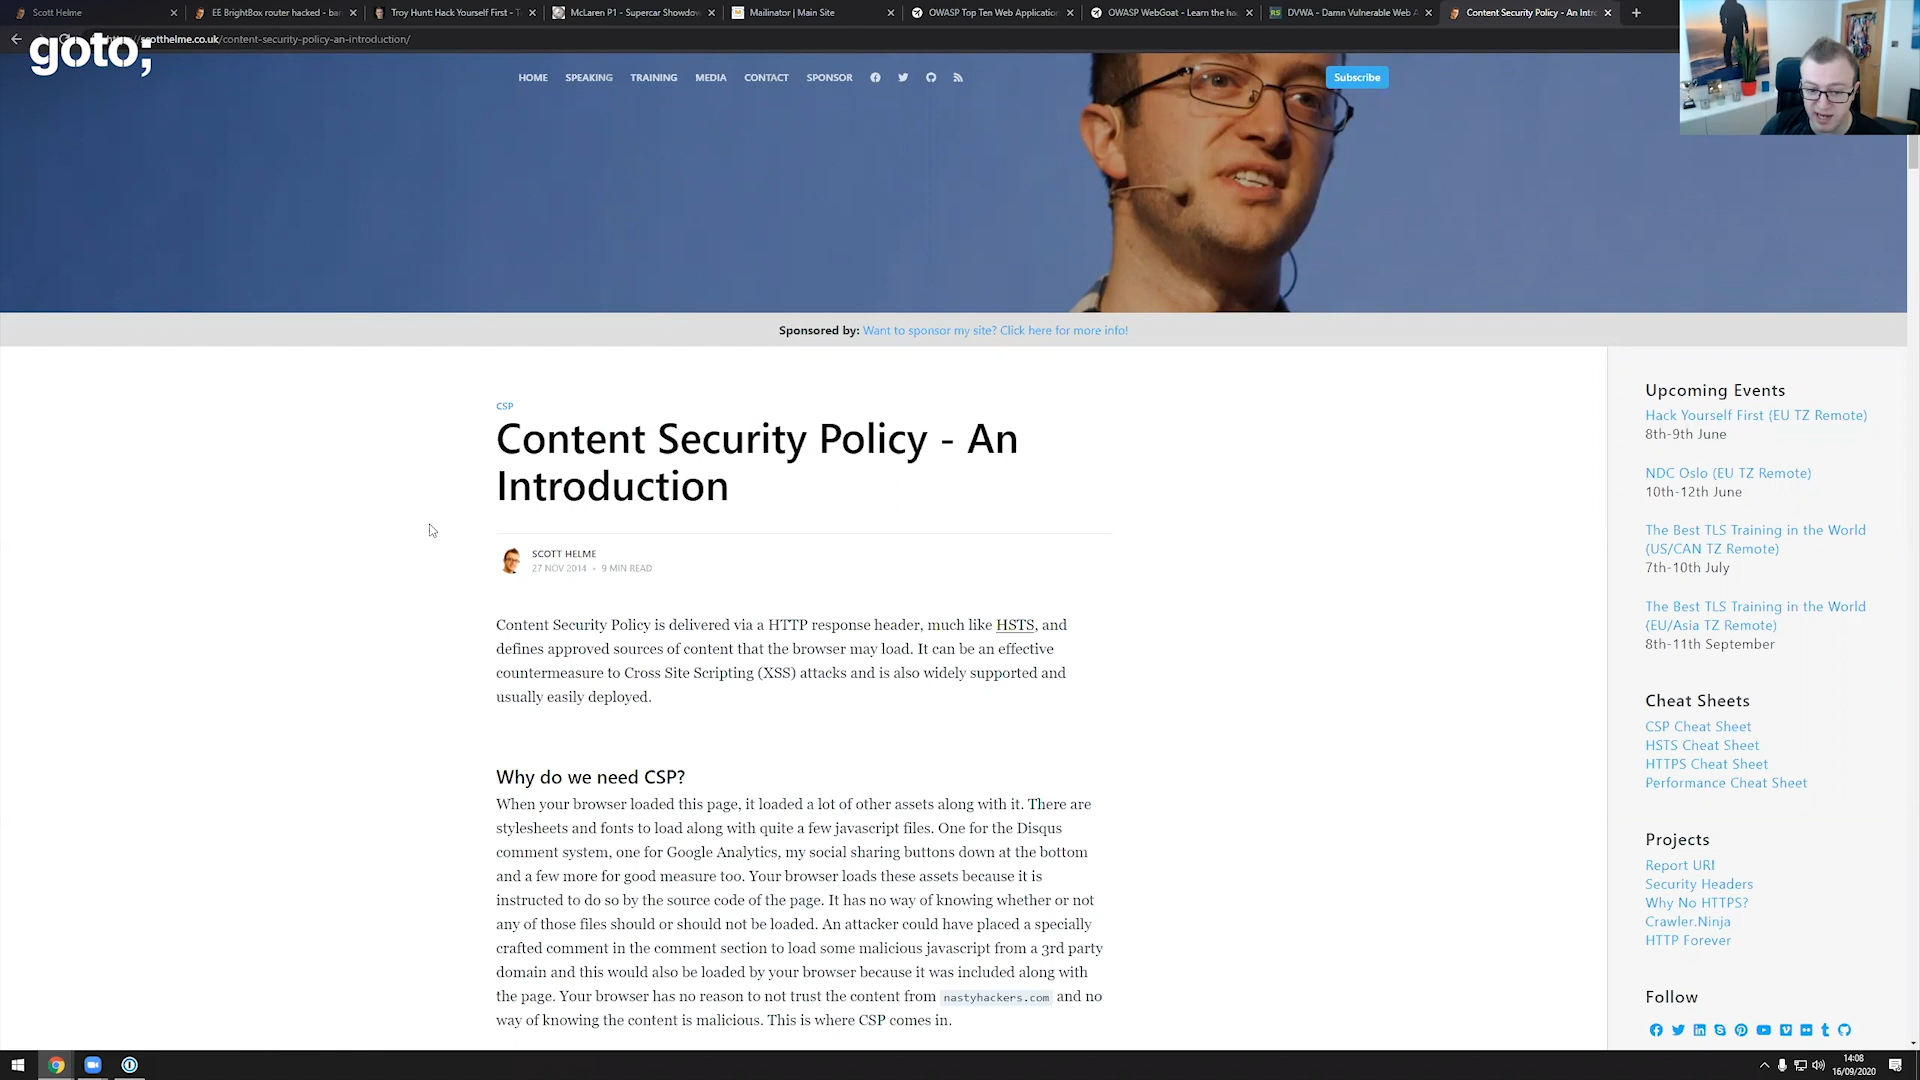 Scott Helme
EE BrightBox router hacked - ba
Troy Hunt: Hack Yourself First - T
McLaren P1 - Supercar Showdow
Mailinator | Main Site
OWASP Top Ten Web Application
OWASP WebGoat - Learn the ha
DVWA - Damn Vulnerable Web A
Content Security Policy - An Intro
scotthelme.co.uk/content-security-policy-an-introduction/
goto;
HOME
SPEAKING
TRAINING
MEDIA
CONTACT
SPONSOR
Subscribe
Sponsored by: Want to sponsor my site? Click here for more info!
CSP
Content Security Policy - An
Introduction
SCOTT HELME
27 NOV 2014 • 9 MIN READ
Content Security Policy is delivered via a HTTP response header, much like HSTS, and
defines approved sources of content that the browser may load. It can be an effective
countermeasure to Cross Site Scripting (XSS) attacks and is also widely supported and
usually easily deployed.
Why do we need CSP?
When your browser loaded this page, it loaded a lot of other assets along with it. There are
stylesheets and fonts to load along with quite a few javascript files. One for the Disqus
comment system, one for Google Analytics, my social sharing buttons down at the bottom
and a few more for good measure too. Your browser loads these assets because it is
instructed to do so by the source code of the page. It has no way of knowing whether or not
any of those files should or should not be loaded. An attacker could have placed a specially
crafted comment in the comment section to load some malicious javascript from a 3rd party
domain and this would also be loaded by your browser because it was included along with
the page. Your browser has no reason to not trust the content from nastyhackers.com and no
way of knowing the content is malicious. This is where CSP comes in.
Upcoming Events
Hack Yourself First (EU TZ Remote)
8th-9th June
NDC Oslo (EU TZ Remote)
10th-12th June
The Best TLS Training in the World
(US/CAN TZ Remote)
7th-10th July
The Best TLS Training in the World
(EU/Asia TZ Remote)
8th-11th September
Cheat Sheets
CSP Cheat Sheet
HSTS Cheat Sheet
HTTPS Cheat Sheet
Performance Cheat Sheet
Projects
Report URI
Security Headers
Why No HTTPS?
Crawler.Ninja
HTTP Forever
Follow
14:08
16/09/2020